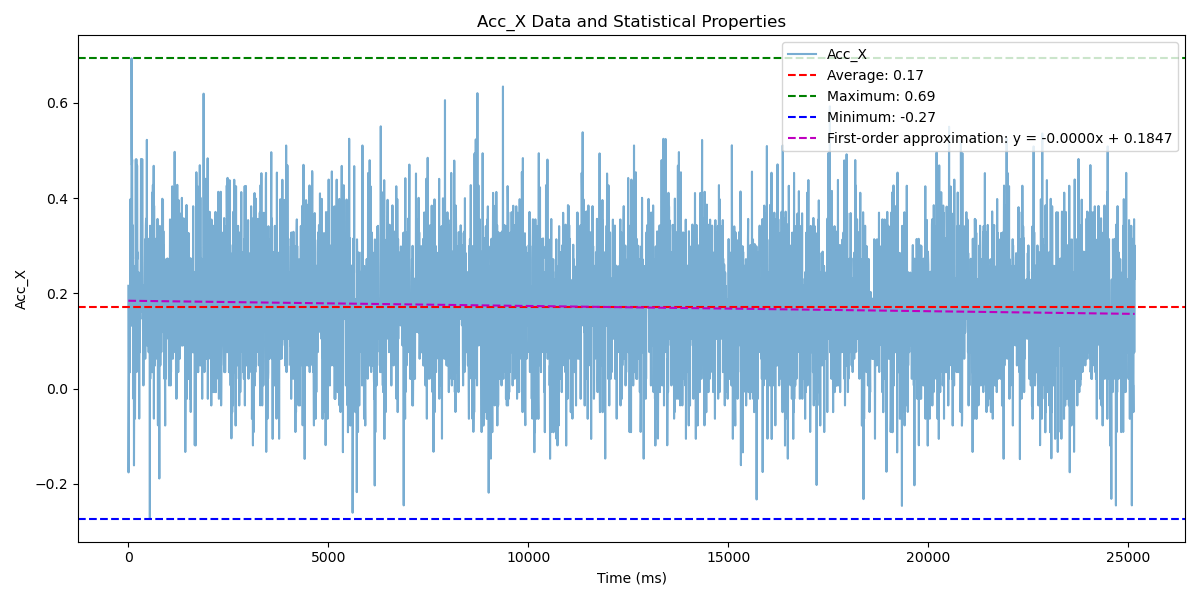 Acc_X Data and Statistical Properties
Acc_X
Average: 0.17
Maximum: 0.69
Minimum: -0.27
First-order approximation: y = -0.0000x + 0.1847
Acc_X
0.6
0.4
0.2
0.0
−0.2
0 5000 10000 15000 20000 25000
Time (ms)